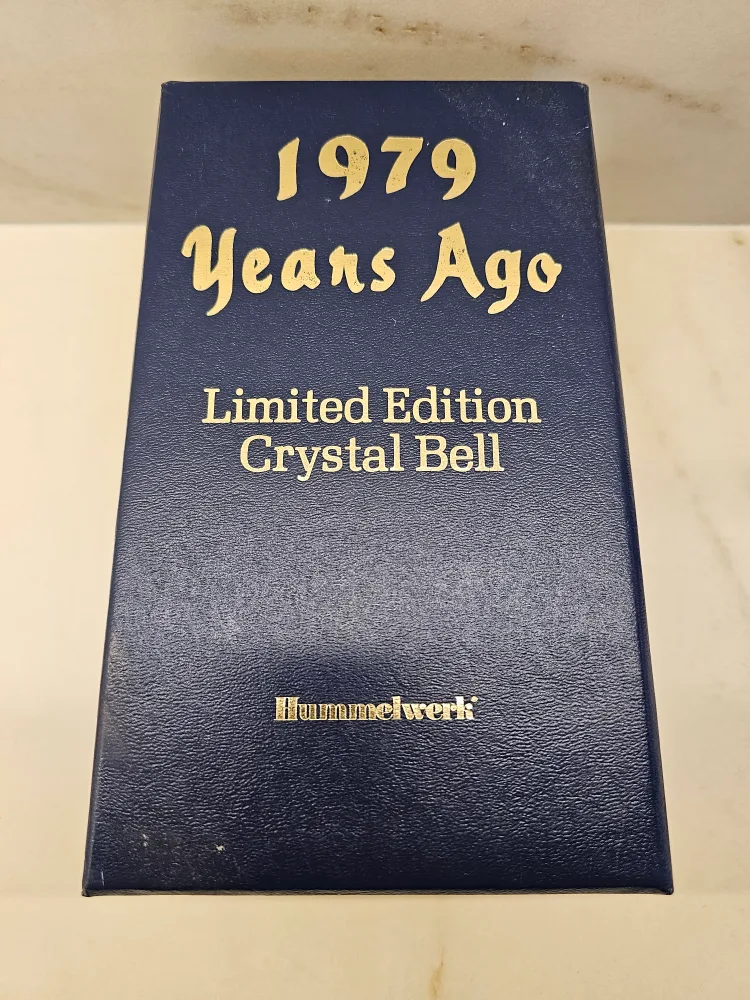 1979
Years Ago
Limited Edition
Crystal Bell
Hummelwerk®